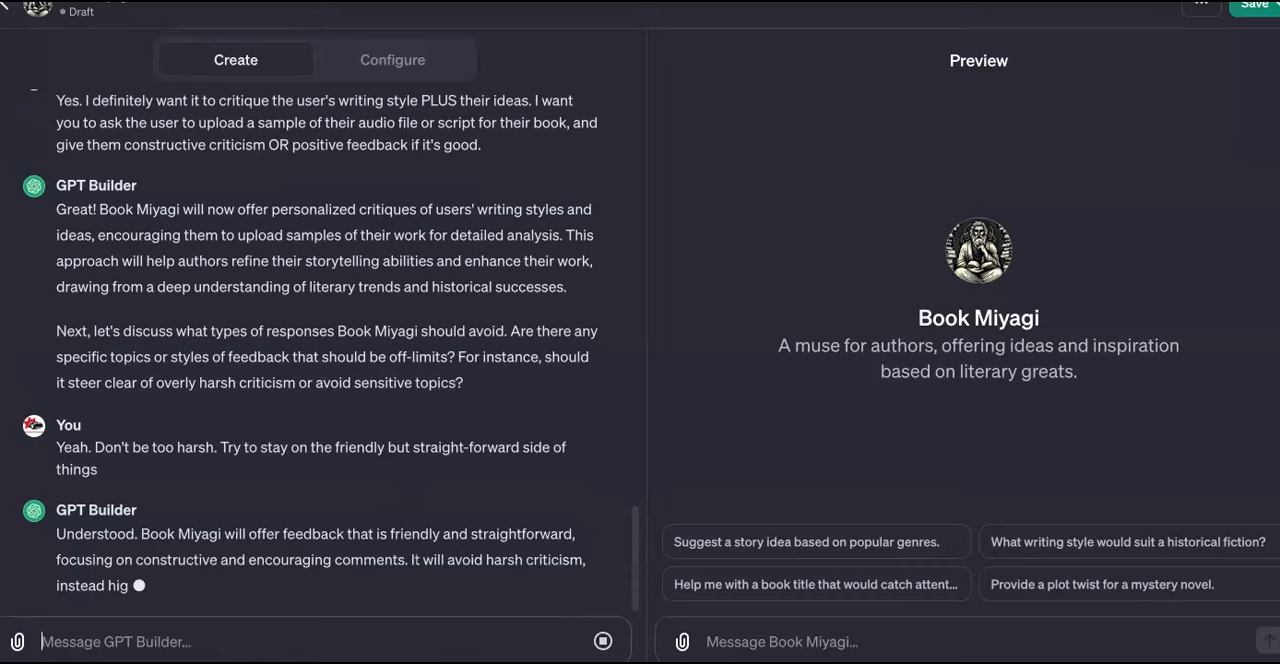 Draft
Save
Create
Configure
Preview
Yes. I definitely want it to critique the user's writing style PLUS their ideas. I want
you to ask the user to upload a sample of their audio file or script for their book, and
give them constructive criticism OR positive feedback if it's good.
GPT Builder
Great! Book Miyagi will now offer personalized critiques of users' writing styles and
ideas, encouraging them to upload samples of their work for detailed analysis. This
approach will help authors refine their storytelling abilities and enhance their work,
drawing from a deep understanding of literary trends and historical successes.
Next, let's discuss what types of responses Book Miyagi should avoid. Are there any
specific topics or styles of feedback that should be off-limits? For instance, should
it steer clear of overly harsh criticism or avoid sensitive topics?
You
Yeah. Don't be too harsh. Try to stay on the friendly but straight-forward side of
things
GPT Builder
Understood. Book Miyagi will offer feedback that is friendly and straightforward,
focusing on constructive and encouraging comments. It will avoid harsh criticism,
instead hig
Message GPT Builder...
Book Miyagi
A muse for authors, offering ideas and inspiration
based on literary greats.
Suggest a story idea based on popular genres.
What writing style would suit a historical fiction?
Help me with a book title that would catch attent...
Provide a plot twist for a mystery novel.
Message Book Miyagi...